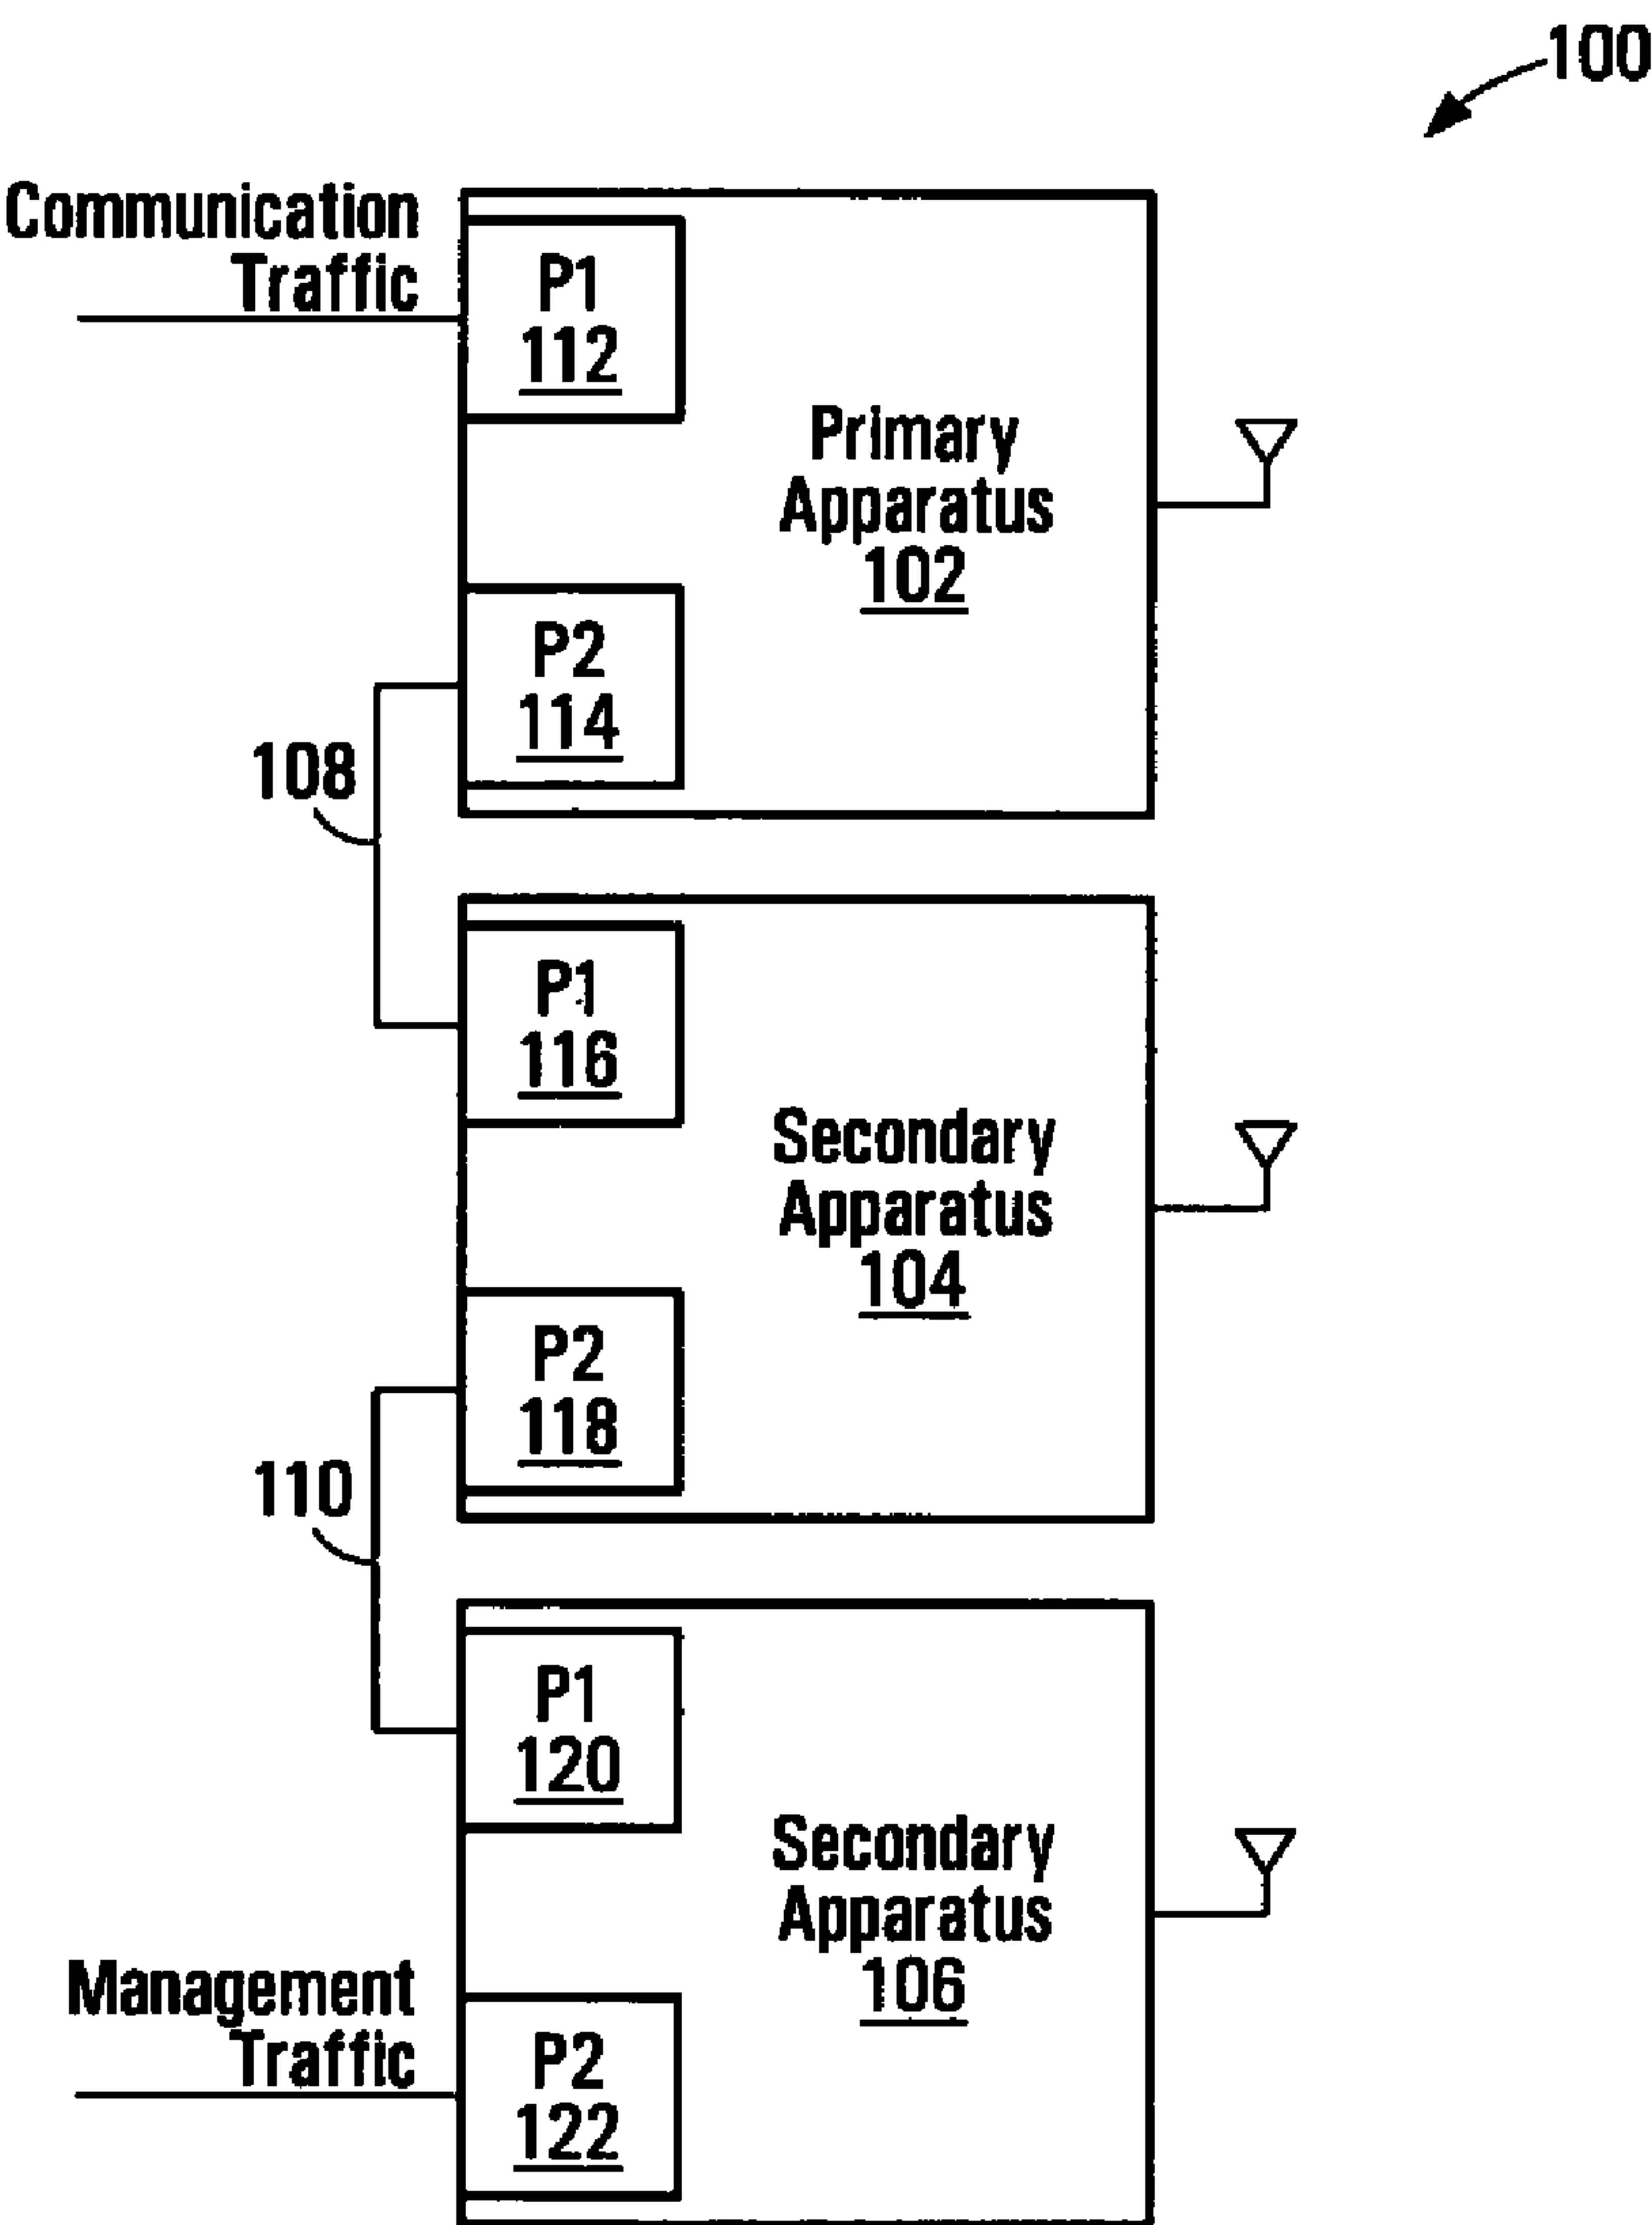 100
Communication
Traffic
P1
112
Primary
Apparatus
102
P2
114
108
P1
116
Secondary
Apparatus
104
P2
118
110
P1
120
Secondary
Apparatus
106
Management
Traffic
P2
122